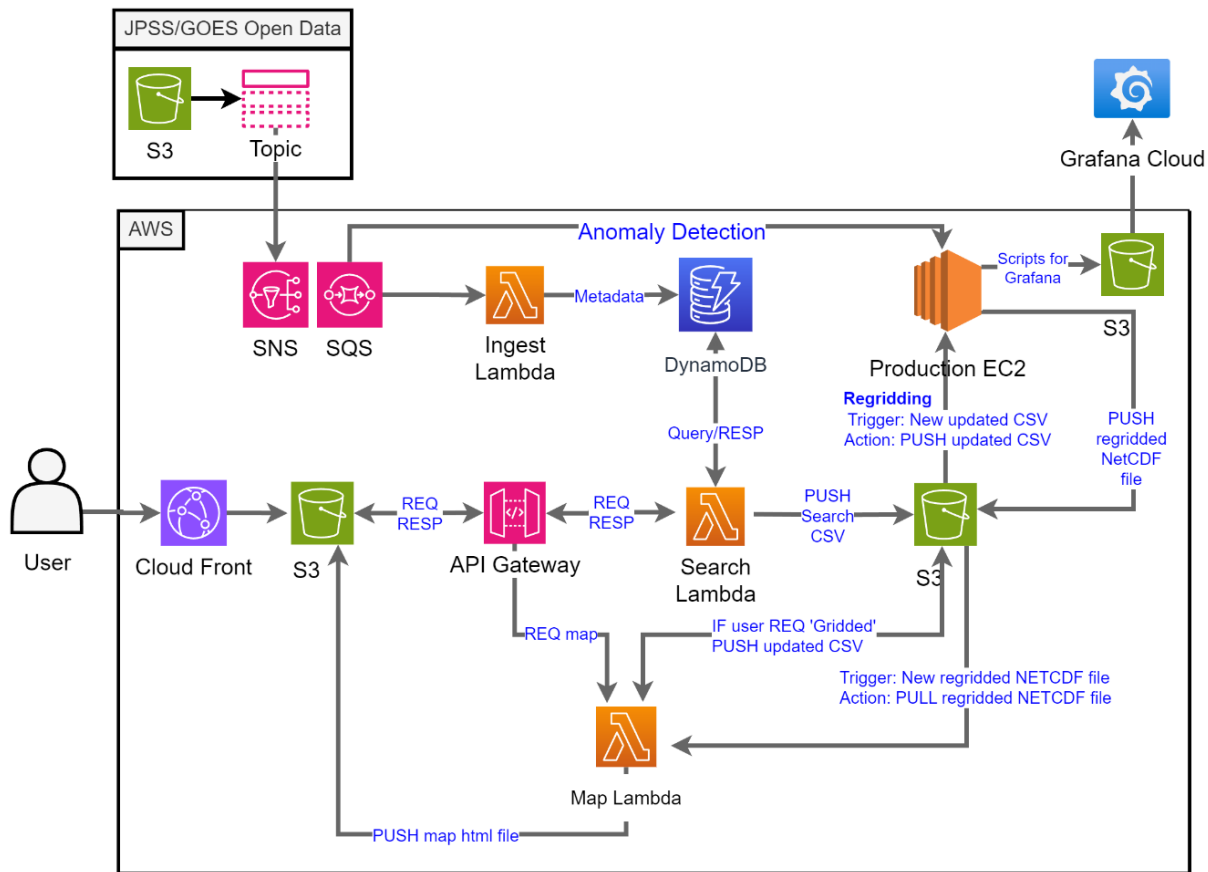 JPSS/GOES Open Data
S3
Topic
Grafana Cloud
AWS
Anomaly Detection
Scripts for
Grafana
Metadata
SNS
SQS
Ingest
Lambda
DynamoDB
Production EC2
S3
Regridding
Trigger: New updated CSV
Action: PUSH updated CSV
PUSH
regridded
NetCDF
file
Query/RESP
User
Cloud Front
S3
REQ
RESP
API Gateway
REQ
RESP
Search
Lambda
PUSH
Search
CSV
S3
REQ map
IF user REQ 'Gridded'
PUSH updated CSV
Trigger: New regridded NETCDF file
Action: PULL regridded NETCDF file
Map Lambda
PUSH map html file